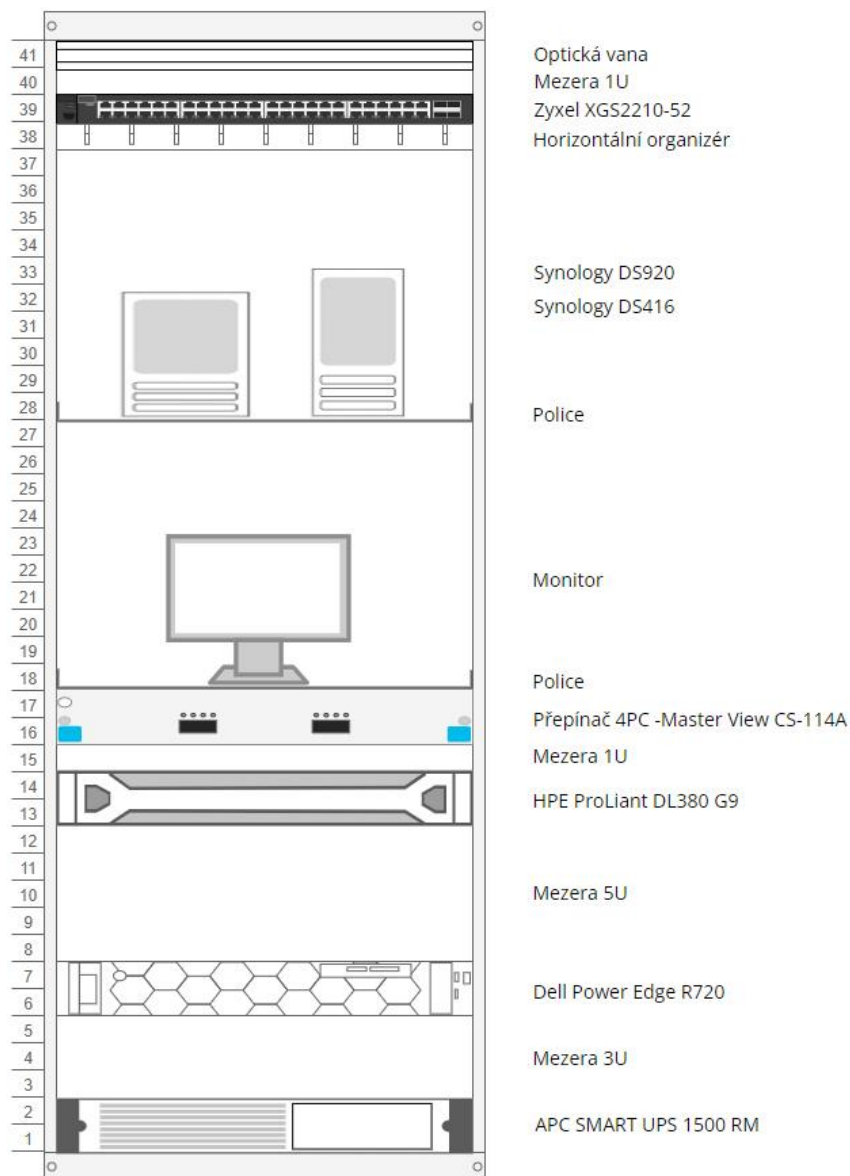 41 Optická vana
40 Mezera 1U
39 Zyxel XGS2210-52
38 Horizontální organizér
37
36
35
34
33 Synology DS920
32 Synology DS416
31
30
29
28 Police
27
26
25
24
23
22 Monitor
21
20
19
18 Police
17
16 Přepínač 4PC -Master View CS-114A
15 Mezera 1U
14 HPE ProLiant DL380 G9
13
12
11
10 Mezera 5U
9
8
7
6 Dell Power Edge R720
5
4 Mezera 3U
3
2 APC SMART UPS 1500 RM
1